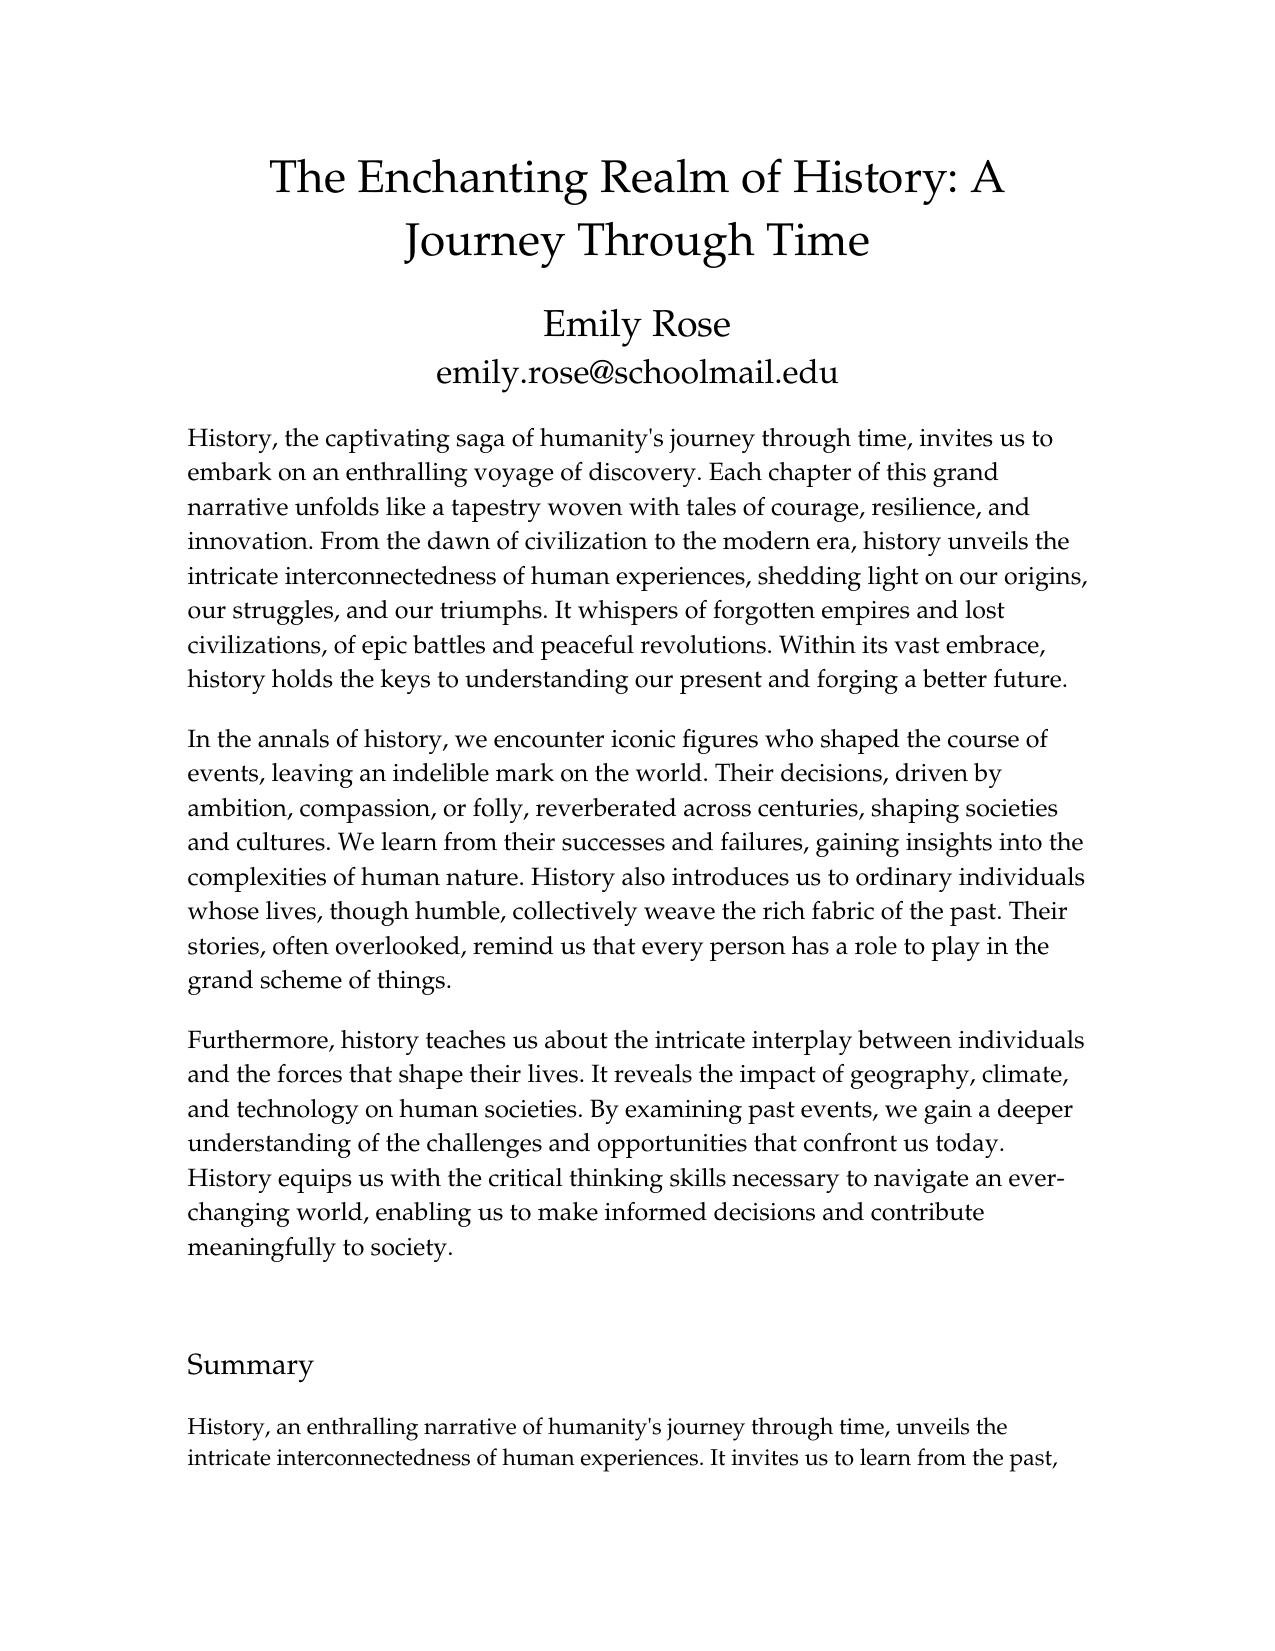 The Enchanting Realm of History: A
Journey Through Time
Emily Rose
emily.rose@schoolmail.edu
History, the captivating saga of humanity's journey through time, invites us to
embark on an enthralling voyage of discovery. Each chapter of this grand
narrative unfolds like a tapestry woven with tales of courage, resilience, and
innovation. From the dawn of civilization to the modern era, history unveils the
intricate interconnectedness of human experiences, shedding light on our origins,
our struggles, and our triumphs. It whispers of forgotten empires and lost
civilizations, of epic battles and peaceful revolutions. Within its vast embrace,
history holds the keys to understanding our present and forging a better future.
In the annals of history, we encounter iconic figures who shaped the course of
events, leaving an indelible mark on the world. Their decisions, driven by
ambition, compassion, or folly, reverberated across centuries, shaping societies
and cultures. We learn from their successes and failures, gaining insights into the
complexities of human nature. History also introduces us to ordinary individuals
whose lives, though humble, collectively weave the rich fabric of the past. Their
stories, often overlooked, remind us that every person has a role to play in the
grand scheme of things.
Furthermore, history teaches us about the intricate interplay between individuals
and the forces that shape their lives. It reveals the impact of geography, climate,
and technology on human societies. By examining past events, we gain a deeper
understanding of the challenges and opportunities that confront us today.
History equips us with the critical thinking skills necessary to navigate an ever-
changing world, enabling us to make informed decisions and contribute
meaningfully to society.
Summary
History, an enthralling narrative of humanity's journey through time, unveils the
intricate interconnectedness of human experiences. It invites us to learn from the past,